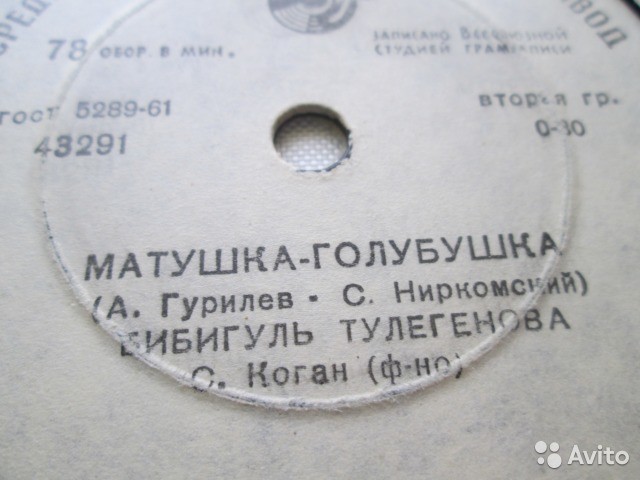 78 ОБОР. В МИН.
ЗАПИСАНО ВСЕСОЮЗНОЙ
СТУДИЕЙ ГРАМЗАПИСИ
ГОСТ 5289-61
43291
ВТОРАЯ ГР.
0-30
МАТУШКА-ГОЛУБУШКА
(А. Гурилев - С. Ниркомский)
БИБИГУЛЬ ТУЛЕГЕНОВА
С. Коган (ф-но)
Avito